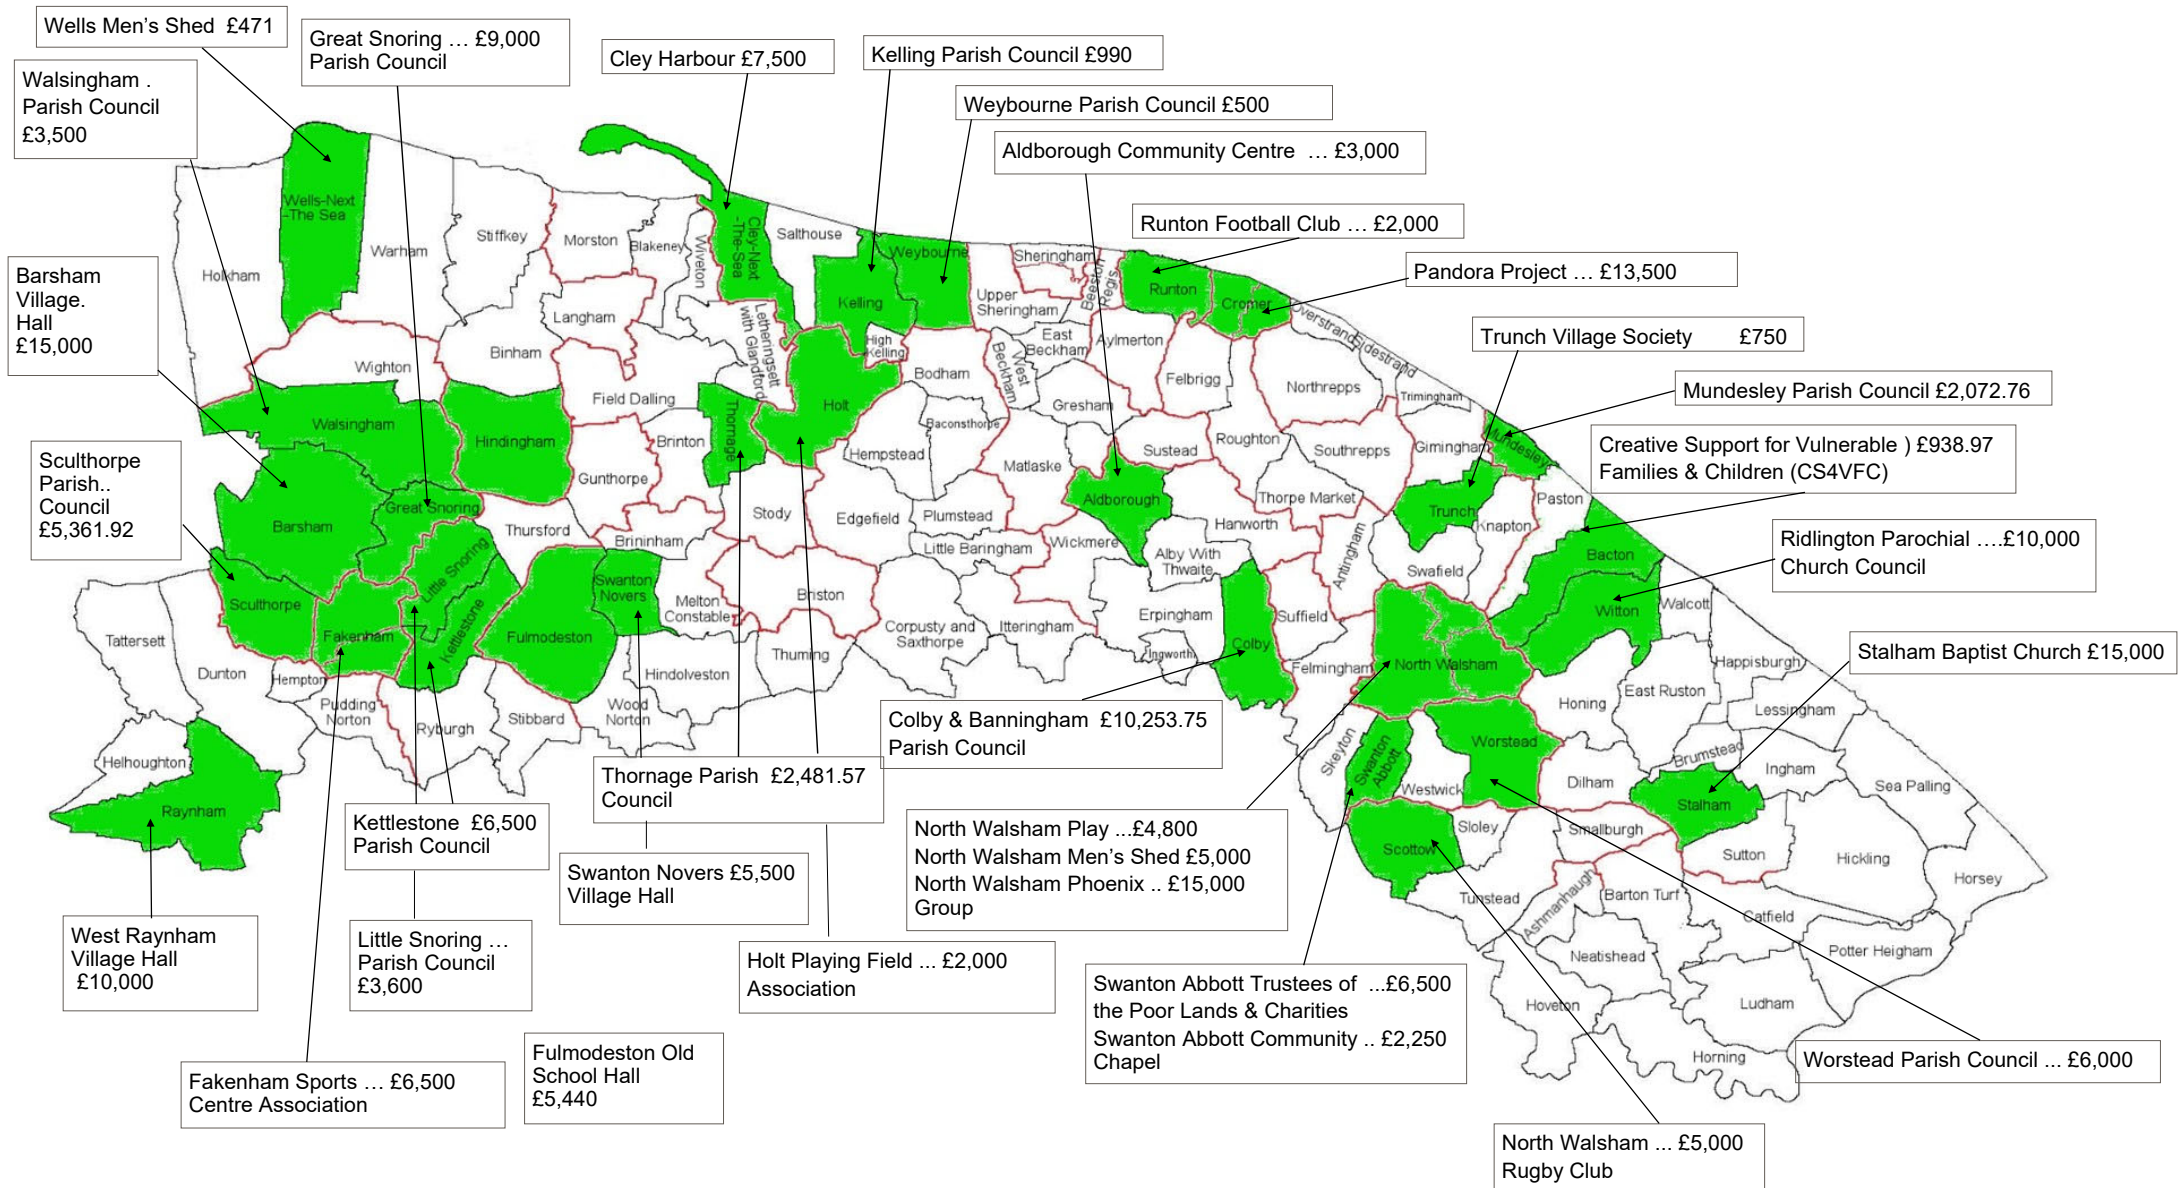 Wells Men’s Shed £471
Great Snoring … £9,000
Parish Council
Cley Harbour £7,500
Kelling Parish Council £990
Walsingham .
Parish Council
£3,500
Weybourne Parish Council £500
Aldborough Community Centre … £3,000
Runton Football Club … £2,000
Pandora Project … £13,500
Barsham
Village.
Hall
£15,000
Trunch Village Society £750
Mundesley Parish Council £2,072.76
Creative Support for Vulnerable ) £938.97
Families & Children (CS4VFC)
Sculthorpe
Parish..
Council
£5,361.92
Ridlington Parochial ….£10,000
Church Council
Stalham Baptist Church £15,000
Colby & Banningham £10,253.75
Parish Council
Thornage Parish £2,481.57
Council
Kettlestone £6,500
Parish Council
North Walsham Play ...£4,800
North Walsham Men’s Shed £5,000
North Walsham Phoenix .. £15,000
Group
Swanton Novers £5,500
Village Hall
West Raynham
Village Hall
£10,000
Little Snoring …
Parish Council
£3,600
Holt Playing Field ... £2,000
Association
Swanton Abbott Trustees of ...£6,500
the Poor Lands & Charities
Swanton Abbott Community .. £2,250
Chapel
Fulmodeston Old
School Hall
£5,440
Fakenham Sports … £6,500
Centre Association
Worstead Parish Council ... £6,000
North Walsham ... £5,000
Rugby Club
Holkham
Wells-Next
-The Sea
Warham
Stiffkey
Morston
Blakeney
Wiveton
Cley-Next
-The-Sea
Salthouse
Kelling
Weybourne
Sheringham
Upper
Sheringham
Beeston
Regis
Runton
Cromer
Overstrand
Sidestrand
Langham
Binham
Wighton
Letheringsett
with Glandford
High
Kelling
Bodham
West
Beckham
East
Beckham
Aylmerton
Felbrigg
Northrepps
Trimingham
Walsingham
Hindingham
Field Dalling
Brinton
Thornage
Holt
Baconsthorpe
Gresham
Hempstead
Matlaske
Sustead
Roughton
Southrepps
Gimingham
Mundesley
Barsham
Great Snoring
Gunthorpe
Thursford
Brininham
Stody
Edgefield
Plumstead
Little Baringham
Wickmere
Aldborough
Hanworth
Thorpe Market
Alby With
Thwaite
Antingham
Trunch
Knapton
Paston
Swafield
Bacton
Witton
Walcott
Sculthorpe
Fakenham
Little Snoring
Kettlestone
Fulmodeston
Swanton
Novers
Melton
Constable
Briston
Corpusty and
Saxthorpe
Itteringham
Erpingham
Ingworth
Colby
Suffield
Felmingham
North Walsham
Tattersett
Dunton
Hempton
Pudding
Norton
Ryburgh
Stibbard
Wood
Norton
Hindolveston
Thuming
Helhoughton
Raynham
Honing
East Ruston
Happisburgh
Lessingham
Skeyton
Swanton
Abbott
Westwick
Worstead
Dilham
Brumstead
Ingham
Stalham
Sea Palling
Scottow
Sloley
Smallburgh
Sutton
Hickling
Horsey
Tunstead
Ashmanhaugh
Barton Turf
Catfield
Potter Heigham
Neatishead
Hoveton
Ludham
Horning